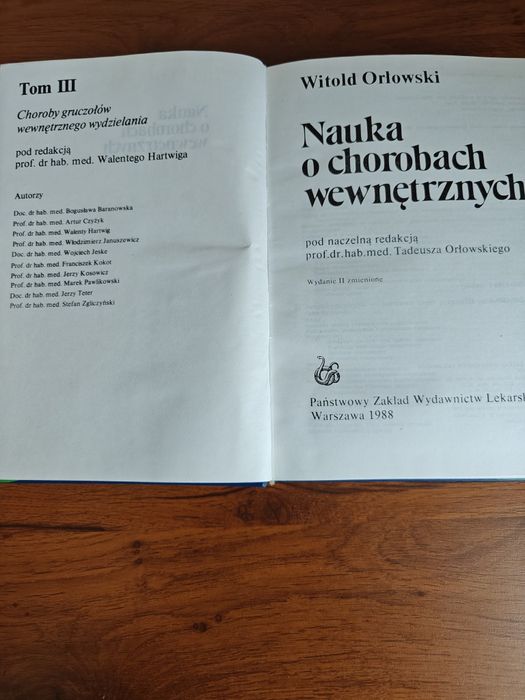 Tom III
Choroby gruczołów
wewnętrznego wydzielania
pod redakcją
prof. dr hab. med. Walentego Hartwiga
Autorzy
Doc. dr hab. med. Bogusława Baranowska
Prof. dr hab. med. Artur Czyżyk
Prof. dr hab. med. Walenty Hartwig
Prof. dr hab. med. Włodzimierz Januszewicz
Doc. dr hab. med. Wojciech Jeske
Prof. dr hab. med. Franciszek Kokot
Prof. dr hab. med. Jerzy Kosowicz
Prof. dr hab. med. Marek Pawlikowski
Doc. dr hab. med. Jerzy Teter
Prof. dr hab. med. Stefan Zgliczyński
Witold Orłowski
Nauka
o chorobach
wewnętrznych
pod naczelną redakcją
prof.dr.hab.med. Tadeusza Orłowskiego
Wydanie II zmienione
Państwowy Zakład Wydawnictw Lekarsk
Warszawa 1988